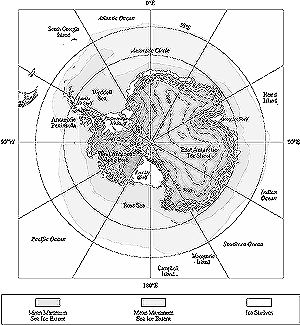 0°E
Atlantic Ocean
South Georgia
Island
Antarctic Circle
Weddell
Sea
Heard
Island
Antarctic
Peninsula
90°W
90°E
East Antarctic
Ice Sheet
Ross Sea
Indian
Ocean
Pacific Ocean
Southern Ocean
Macquarie
Island
Campbell
Island
180°E
Mean Maximum
Sea Ice Extent
Mean Minimum
Sea Ice Extent
Ice Shelves